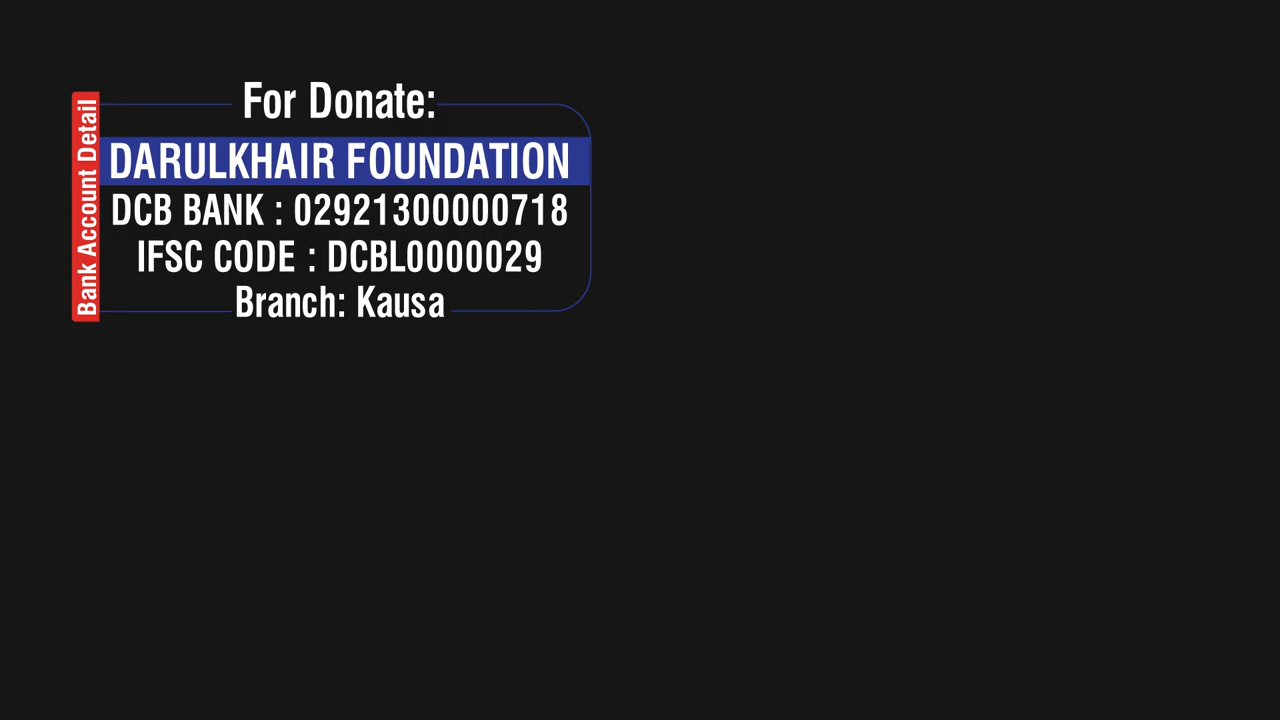 For Donate:
Bank Account Detail
DARULKHAIR FOUNDATION
DCB BANK : 02921300000718
IFSC CODE : DCBL0000029
Branch: Kausa